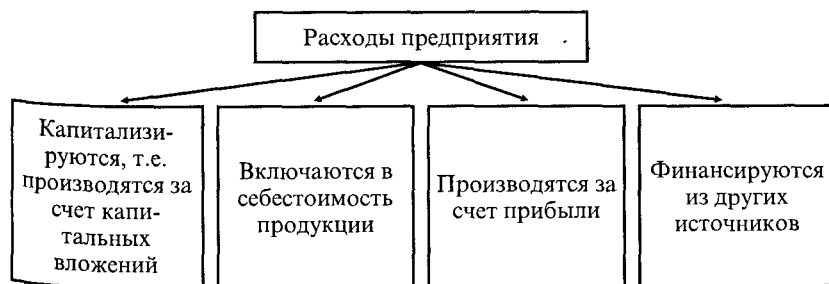 Расходы предприятия
Капитализи-
руются, т.е.
производятся за
счет капи-
тальных
вложений
Включаются в
себестоимость
продукции
Производятся за
счет прибыли
Финансируются
из других
источников